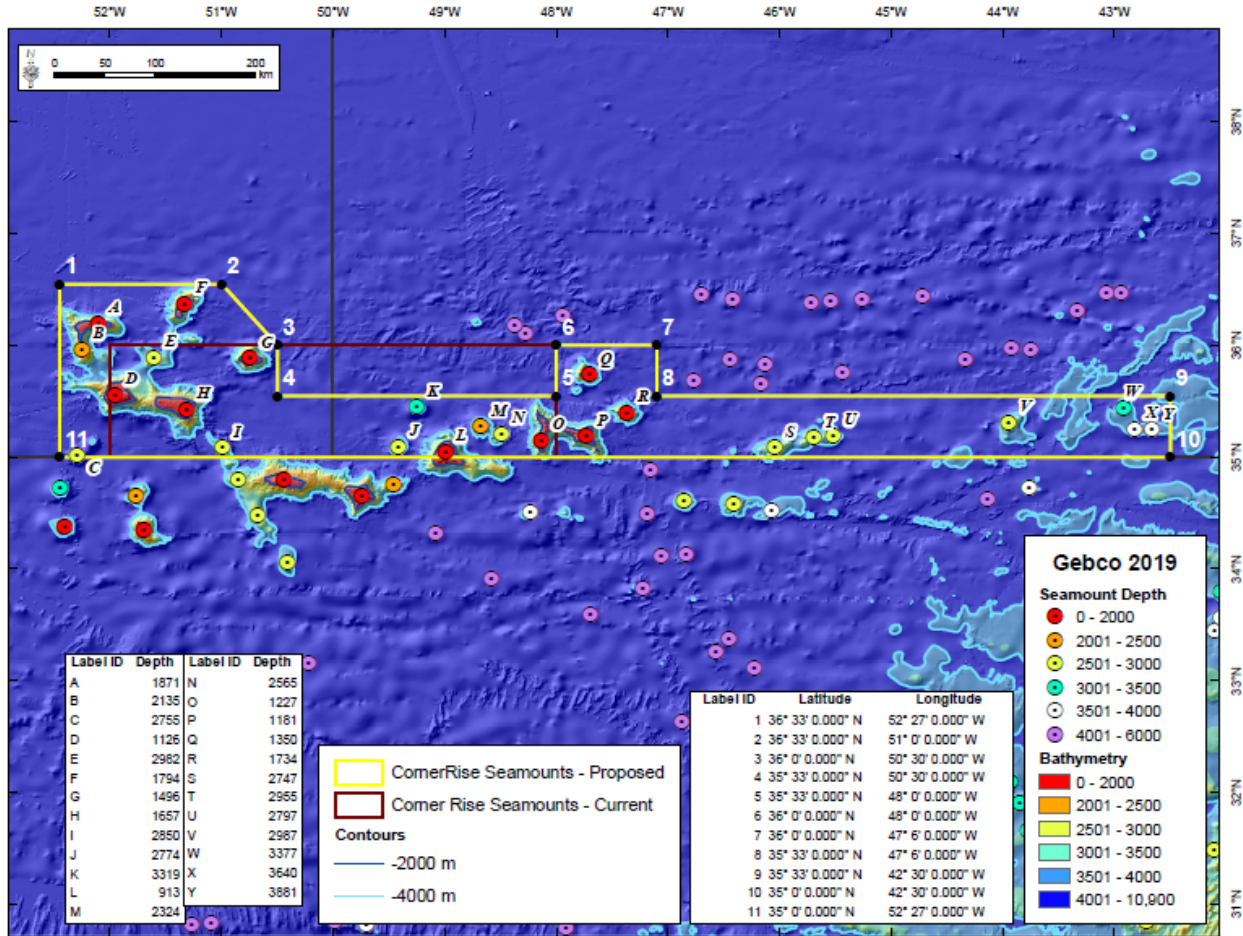 52°W 51°W 50°W 49°W 48°W 47°W 46°W 45°W 44°W 43°W
N
0 50 100 200
km
38°N
37°N
36°N
35°N
34°N
33°N
32°N
31°N
1 2 3 4 5 6 7 8 9 10 11
A B C D E F G H I J K L M N O P Q R S T U V W X Y
Label ID Depth Label ID Depth
A 1871 N 2565
B 2135 O 1227
C 2755 P 1181
D 1126 Q 1350
E 2982 R 1734
F 1794 S 2747
G 1496 T 2955
H 1657 U 2797
I 2850 V 2987
J 2774 W 3377
K 3319 X 3640
L 913 Y 3881
M 2324
CornerRise Seamounts - Proposed
Corner Rise Seamounts - Current
Contours
-2000 m
-4000 m
Label ID Latitude Longitude
1 36° 33' 0.000" N 52° 27' 0.000" W
2 36° 33' 0.000" N 51° 0' 0.000" W
3 36° 0' 0.000" N 50° 30' 0.000" W
4 35° 33' 0.000" N 50° 30' 0.000" W
5 35° 33' 0.000" N 48° 0' 0.000" W
6 36° 0' 0.000" N 48° 0' 0.000" W
7 36° 0' 0.000" N 47° 6' 0.000" W
8 35° 33' 0.000" N 47° 6' 0.000" W
9 35° 33' 0.000" N 42° 30' 0.000" W
10 35° 0' 0.000" N 42° 30' 0.000" W
11 35° 0' 0.000" N 52° 27' 0.000" W
Gebco 2019
Seamount Depth
0 - 2000
2001 - 2500
2501 - 3000
3001 - 3500
3501 - 4000
4001 - 6000
Bathymetry
0 - 2000
2001 - 2500
2501 - 3000
3001 - 3500
3501 - 4000
4001 - 10,900